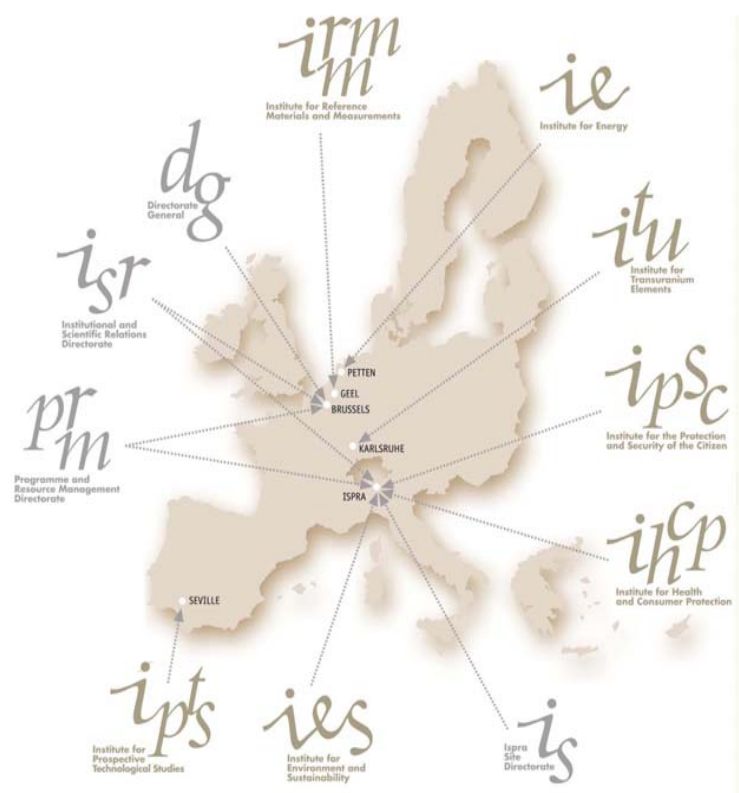 irmm
Institute for Reference
Materials and Measurements
ie
Institute for Energy
dg
Directorate
General
itu
Institute for
Transuranium
Elements
isr
Institutional and
Scientific Relations
Directorate
ipsc
Institute for the Protection
and Security of the Citizen
prm
Programme and
Resource Management
Directorate
PETTEN
GEEL
BRUSSELS
KARLSRUHE
ISPRA
SEVILLE
ihcp
Institute for Health
and Consumer Protection
ipts
Institute for
Prospective
Technological Studies
ies
Institute for
Environment and
Sustainability
is
Ispra
Site
Directorate